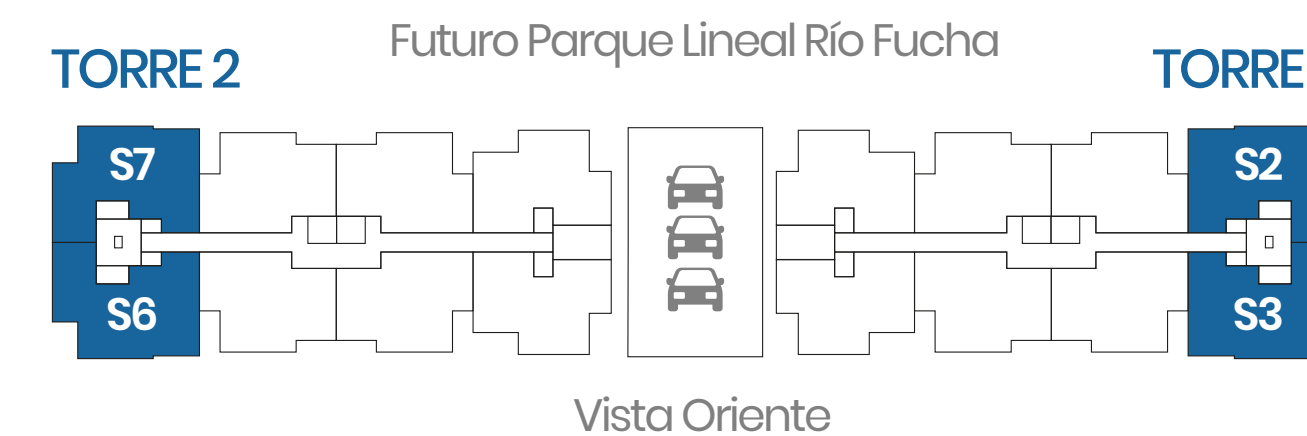 Futuro Parque Lineal Río Fucha
TORRE 2
TORRE
S7
S2
S6
S3
Vista Oriente